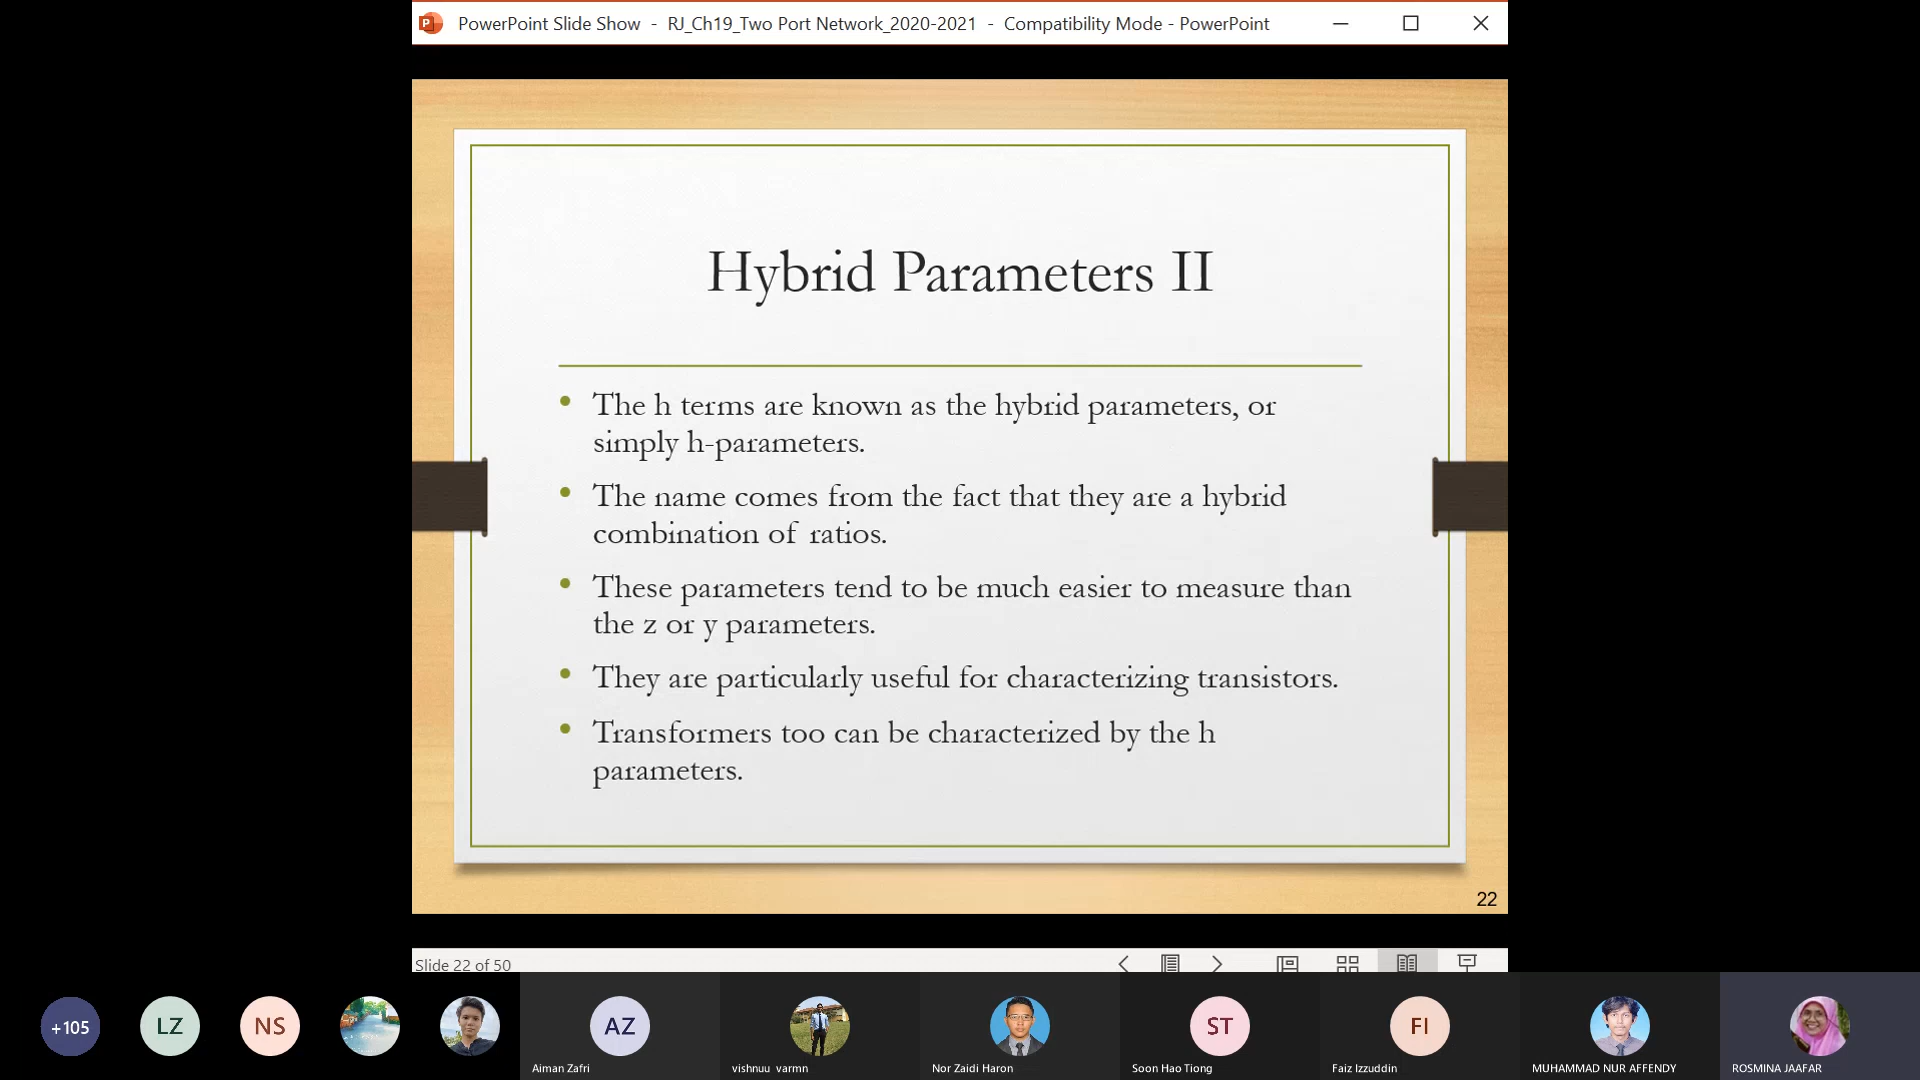 PowerPoint Slide Show - RJ_Ch19_Two Port Network_2020-2021 - Compatibility Mode - PowerPoint
Hybrid Parameters II
• The h terms are known as the hybrid parameters, or
simply h-parameters.
• The name comes from the fact that they are a hybrid
combination of ratios.
• These parameters tend to be much easier to measure than
the z or y parameters.
• They are particularly useful for characterizing transistors.
• Transformers too can be characterized by the h
parameters.
22
Slide 22 of 50
+105
LZ
NS
AZ
ST
FI
Aiman Zafri
vishnuu varmn
Nor Zaidi Haron
Soon Hao Tiong
Faiz Izzuddin
MUHAMMAD NUR AFFENDY
ROSMINA JAAFAR